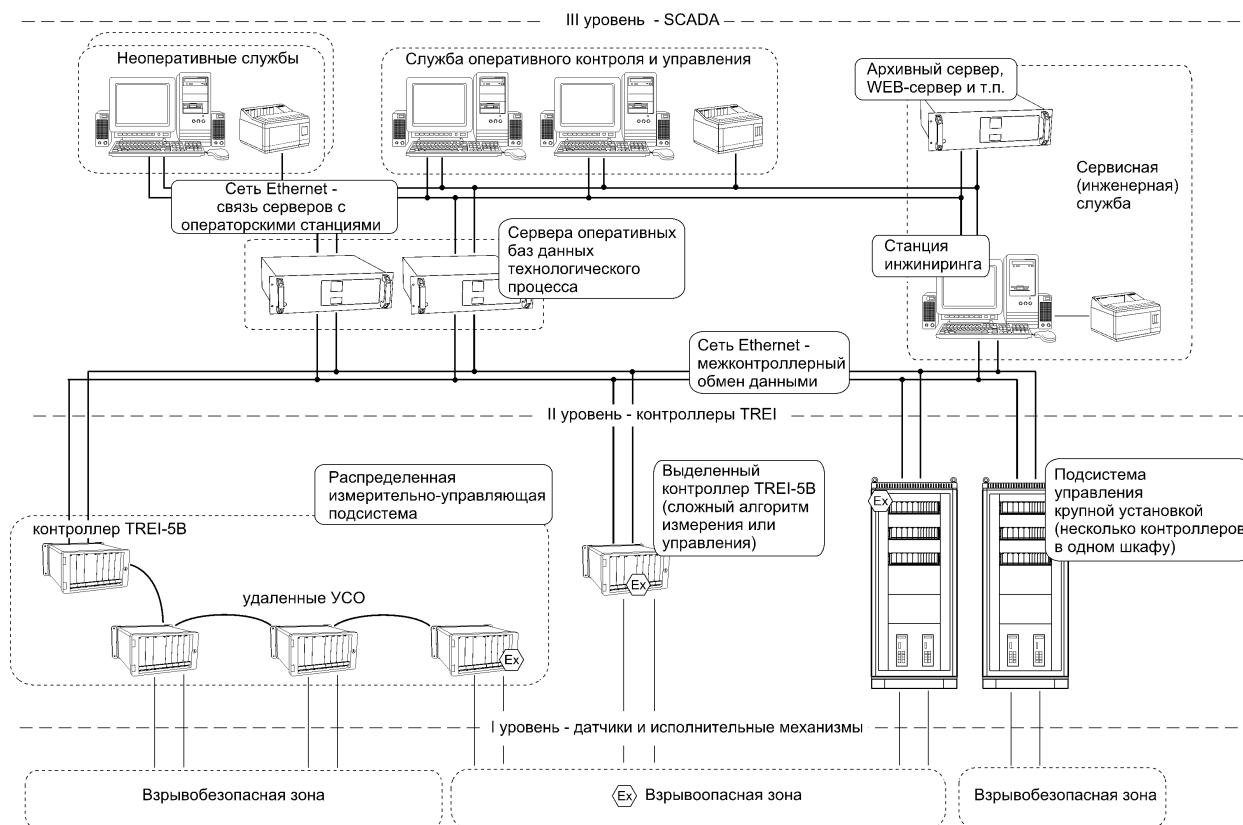 III уровень - SCADA
Неоперативные службы
Служба оперативного контроля и управления
Архивный сервер,
WEB-сервер и т.п.
Сервисная
(инженерная)
служба
Сеть Ethernet -
связь серверов с
операторскими станциями
Сервера оперативных
баз данных
технологического
процесса
Станция
инжиниринга
Сеть Ethernet -
межконтроллерный
обмен данными
II уровень - контроллеры TREI
Распределенная
измерительно-управляющая
подсистема
Выделенный
контроллер TREI-5B
(сложный алгоритм
измерения или
управления)
Подсистема
управления
крупной установкой
(несколько контроллеров
в одном шкафу)
Ex
контроллер TREI-5B
Ex
удаленные УСО
Ex
I уровень - датчики и исполнительные механизмы
Взрывобезопасная зона
Ex Взрывоопасная зона
Взрывобезопасная зона